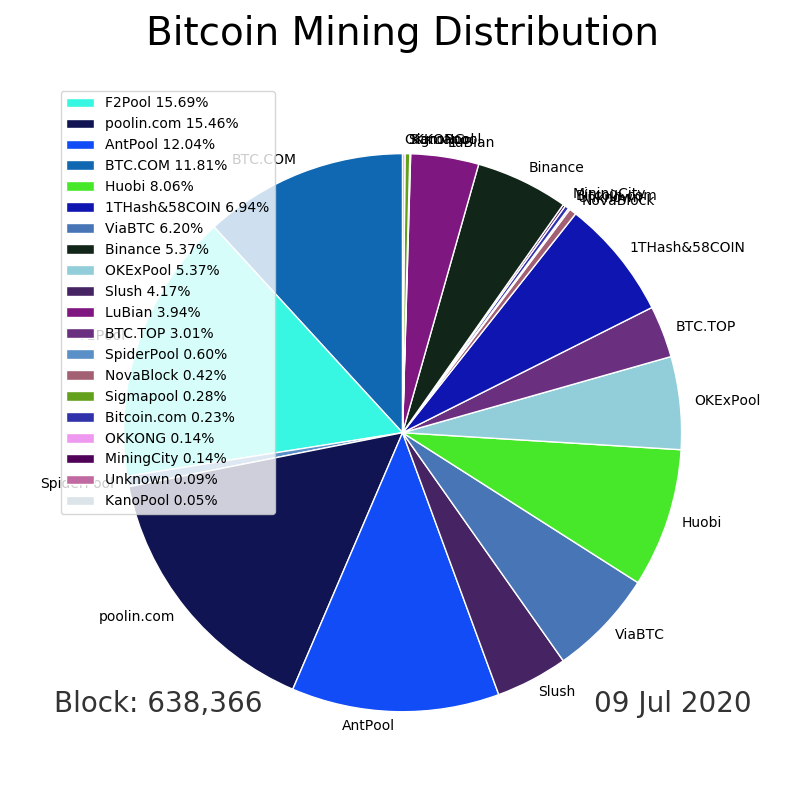 Bitcoin Mining Distribution
F2Pool 15.69%
poolin.com 15.46%
AntPool 12.04%
BTC.COM 11.81%
Huobi 8.06%
1THash&58COIN 6.94%
ViaBTC 6.20%
Binance 5.37%
OKExPool 5.37%
Slush 4.17%
LuBian 3.94%
BTC.TOP 3.01%
SpiderPool 0.60%
NovaBlock 0.42%
Sigmapool 0.28%
Bitcoin.com 0.23%
OKKONG 0.14%
MiningCity 0.14%
Unknown 0.09%
KanoPool 0.05%
BTC.COM
LuBian
Binance
MiningCity
NovaBlock
1THash&58COIN
BTC.TOP
OKExPool
Huobi
ViaBTC
Slush
AntPool
poolin.com
SpiderPool
Block: 638,366
09 Jul 2020